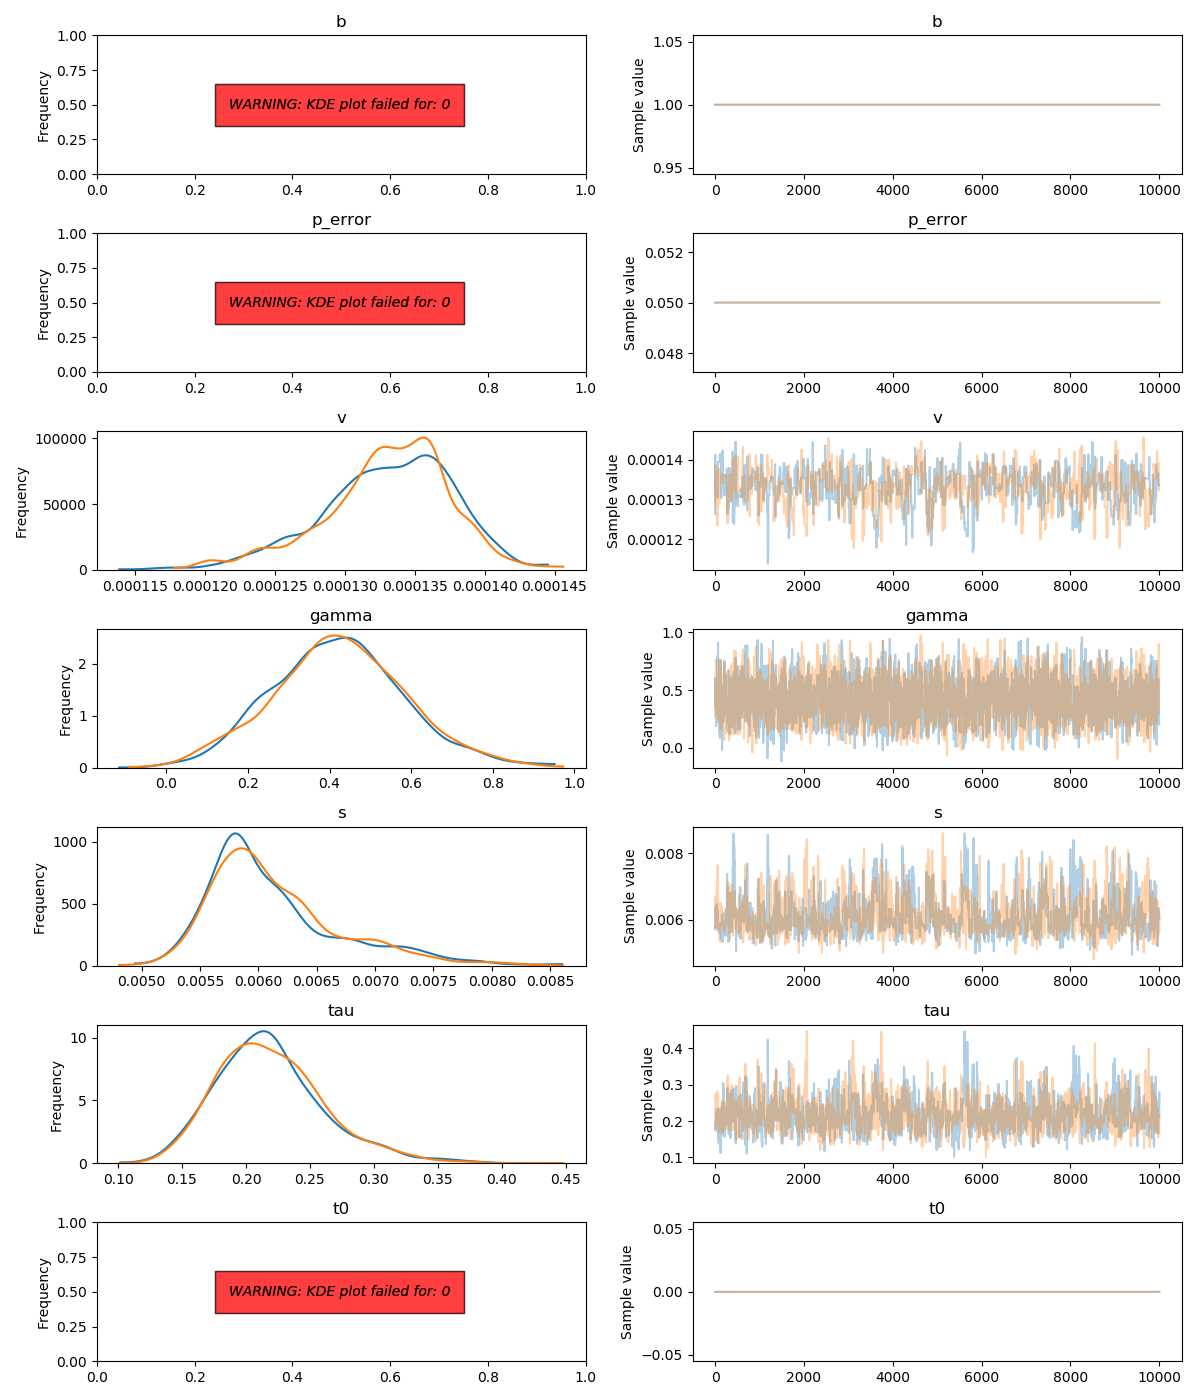 b
b
1.00
0.75
0.50
0.25
0.00
Frequency
WARNING: KDE plot failed for: 0
0.0 0.2 0.4 0.6 0.8 1.0
1.05
1.00
0.95
Sample value
0 2000 4000 6000 8000 10000
p_error
p_error
1.00
0.75
0.50
0.25
0.00
Frequency
WARNING: KDE plot failed for: 0
0.0 0.2 0.4 0.6 0.8 1.0
0.052
0.050
0.048
Sample value
0 2000 4000 6000 8000 10000
v
v
100000
50000
0
Frequency
0.000115 0.000120 0.000125 0.000130 0.000135 0.000140 0.000145
0.00014
0.00013
0.00012
Sample value
0 2000 4000 6000 8000 10000
gamma
gamma
2
1
0
Frequency
0.0 0.2 0.4 0.6 0.8 1.0
1.0
0.5
0.0
Sample value
0 2000 4000 6000 8000 10000
s
s
1000
500
0
Frequency
0.0050 0.0055 0.0060 0.0065 0.0070 0.0075 0.0080 0.0085
0.008
0.006
Sample value
0 2000 4000 6000 8000 10000
tau
tau
10
5
0
Frequency
0.10 0.15 0.20 0.25 0.30 0.35 0.40 0.45
0.4
0.3
0.2
0.1
Sample value
0 2000 4000 6000 8000 10000
t0
t0
1.00
0.75
0.50
0.25
0.00
Frequency
WARNING: KDE plot failed for: 0
0.0 0.2 0.4 0.6 0.8 1.0
0.05
0.00
−0.05
Sample value
0 2000 4000 6000 8000 10000